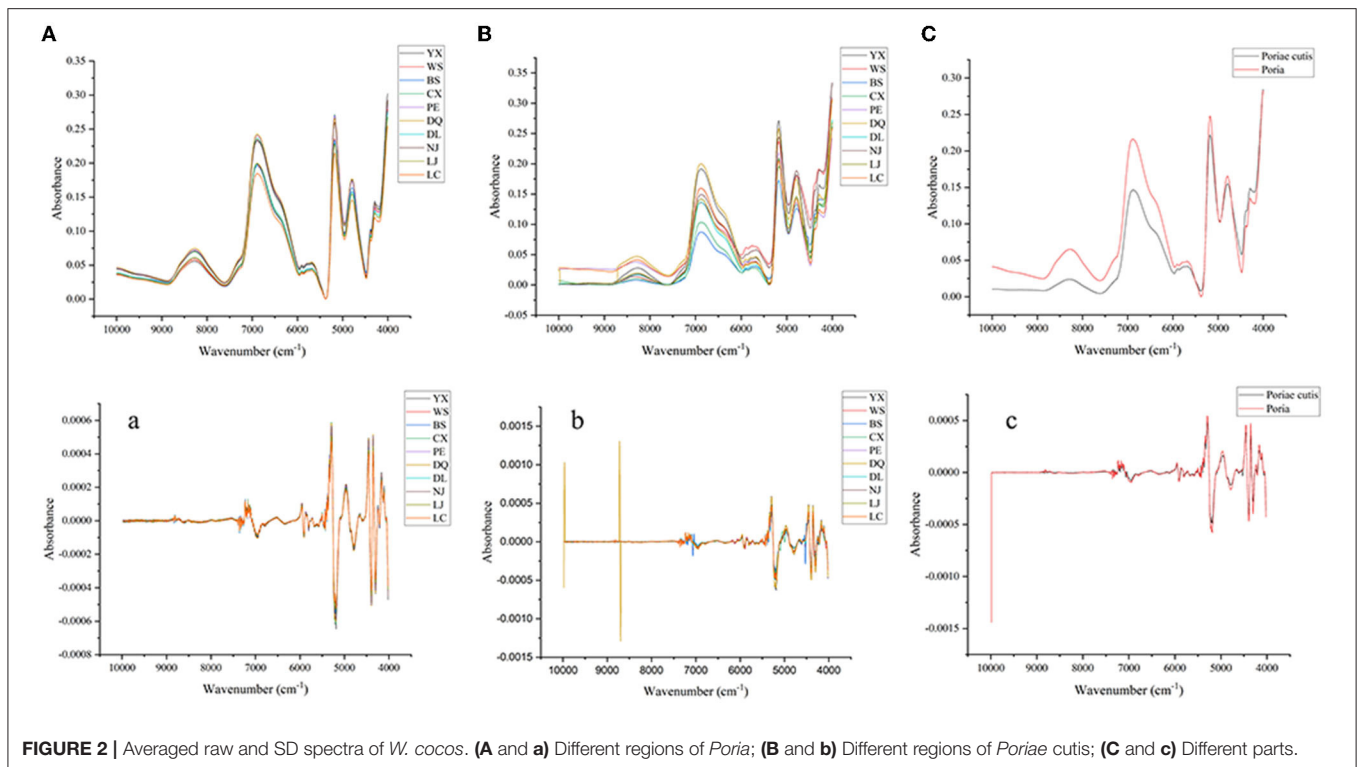 A
0.35
0.30
0.25
0.20
0.15
0.10
0.05
0.00
Absorbance
10000 9000 8000 7000 6000 5000 4000
Wavenumber (cm-1)
YX
WS
BS
CX
PE
DQ
DL
NJ
LJ
LC
B
0.35
0.30
0.25
0.20
0.15
0.10
0.05
0.00
-0.05
Absorbance
10000 9000 8000 7000 6000 5000 4000
Wavenumber (cm-1)
YX
WS
BS
CX
PE
DQ
DL
NJ
LJ
LC
C
0.30
0.25
0.20
0.15
0.10
0.05
0.00
Absorbance
10000 9000 8000 7000 6000 5000 4000
Wavenumber (cm-1)
Poriae cutis
Poria
a
0.0006
0.0004
0.0002
0.0000
-0.0002
-0.0004
-0.0006
-0.0008
Absorbance
10000 9000 8000 7000 6000 5000 4000
Wavenumber (cm-1)
YX
WS
BS
CX
PE
DQ
DL
NJ
LJ
LC
b
0.0015
0.0010
0.0005
0.0000
-0.0005
-0.0010
-0.0015
Absorbance
10000 9000 8000 7000 6000 5000 4000
Wavenumber (cm-1)
YX
WS
BS
CX
PE
DQ
DL
NJ
LJ
LC
c
0.0005
0.0000
-0.0005
-0.0010
-0.0015
Absorbance
10000 9000 8000 7000 6000 5000 4000
Wavenumber (cm-1)
Poriae cutis
Poria
FIGURE 2 | Averaged raw and SD spectra of W. cocos. (A and a) Different regions of Poria; (B and b) Different regions of Poriae cutis; (C and c) Different parts.